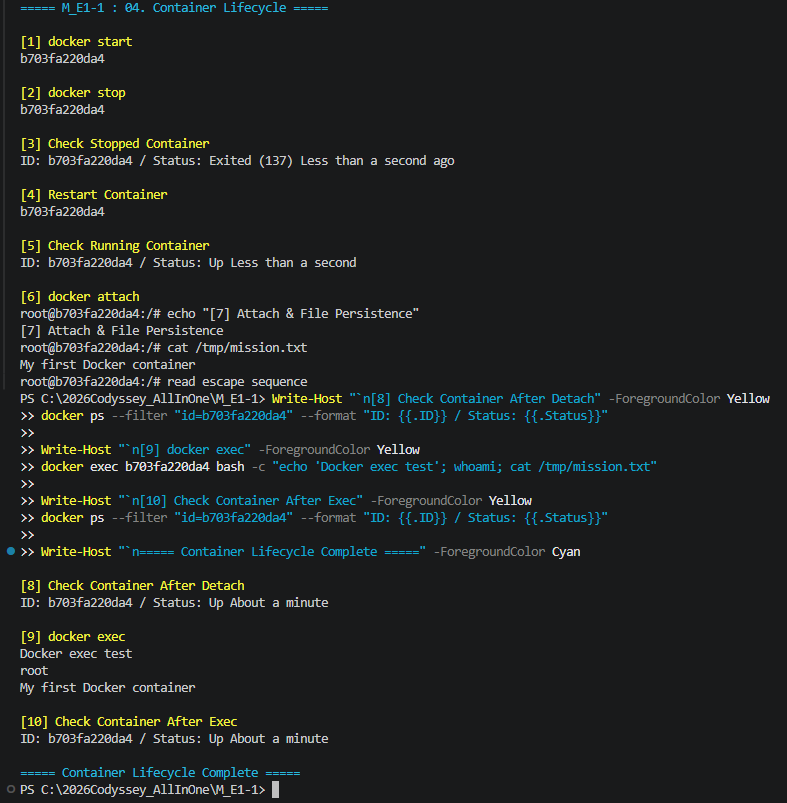 ===== M_E1-1 : 04. Container Lifecycle =====
[1] docker start
b703fa220da4
[2] docker stop
b703fa220da4
[3] Check Stopped Container
ID: b703fa220da4 / Status: Exited (137) Less than a second ago
[4] Restart Container
b703fa220da4
[5] Check Running Container
ID: b703fa220da4 / Status: Up Less than a second
[6] docker attach
root@b703fa220da4:/# echo "[7] Attach & File Persistence"
[7] Attach & File Persistence
root@b703fa220da4:/# cat /tmp/mission.txt
My first Docker container
root@b703fa220da4:/# read escape sequence
PS C:\2026Codyssey_AllInOne\M_E1-1> Write-Host "`n[8] Check Container After Detach" -ForegroundColor Yellow
>> docker ps --filter "id=b703fa220da4" --format "ID: {{.ID}} / Status: {{.Status}}"
>>
>> Write-Host "`n[9] docker exec" -ForegroundColor Yellow
>> docker exec b703fa220da4 bash -c "echo 'Docker exec test'; whoami; cat /tmp/mission.txt"
>>
>> Write-Host "`n[10] Check Container After Exec" -ForegroundColor Yellow
>> docker ps --filter "id=b703fa220da4" --format "ID: {{.ID}} / Status: {{.Status}}"
>>
>> Write-Host "`n===== Container Lifecycle Complete =====" -ForegroundColor Cyan
[8] Check Container After Detach
ID: b703fa220da4 / Status: Up About a minute
[9] docker exec
Docker exec test
root
My first Docker container
[10] Check Container After Exec
ID: b703fa220da4 / Status: Up About a minute
===== Container Lifecycle Complete =====
PS C:\2026Codyssey_AllInOne\M_E1-1>